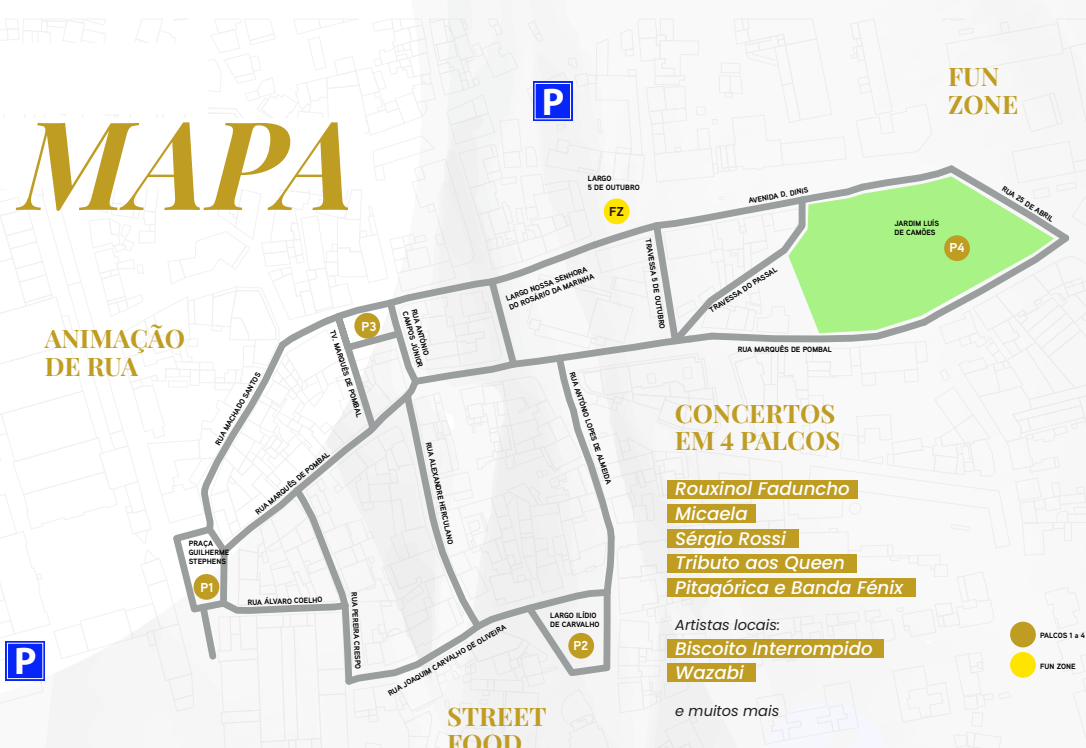 MAPA
P
FUN
ZONE
LARGO
5 DE OUTUBRO
FZ
AVENIDA D. DINIS
RUA 25 DE ABRIL
JARDIM LUÍS
DE CAMÕES
P4
TRAVESSA 5 DE OUTUBRO
TRAVESSA DO PASSAL
LARGO NOSSA SENHORA
DO ROSÁRIO DA MARINHA
RUA MARQUÊS DE POMBAL
P3
RUA ANTÓNIO
CAMPOS JÚNIOR
TV. MARQUÊS DE POMBAL
ANIMAÇÃO
DE RUA
RUA MACHADO SANTOS
RUA MARQUÊS DE POMBAL
RUA ALEXANDRE HERCULANO
RUA ANTÓNIO LOPES DE ALMEIDA
PRAÇA
GUILHERME
STEPHENS
P1
RUA ÁLVARO COELHO
RUA PEREIRA CRESPO
RUA JOAQUIM CARVALHO DE OLIVEIRA
LARGO ILÍDIO
DE CARVALHO
P2
P
STREET
FOOD
CONCERTOS
EM 4 PALCOS
Rouxinol Faduncho
Micaela
Sérgio Rossi
Tributo aos Queen
Pitagórica e Banda Fénix
Artistas locais:
Biscoito Interrompido
Wazabi
e muitos mais
PALCOS 1 a 4
FUN ZONE